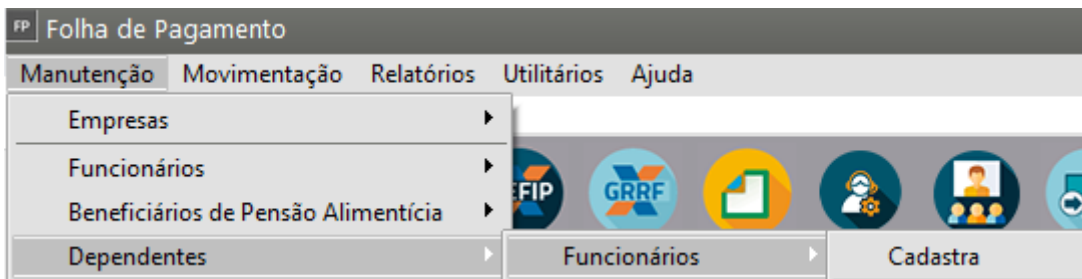 FP Folha de Pagamento
Manutenção Movimentação Relatórios Utilitários Ajuda
Empresas
Funcionários
EFIP GRRF
Beneficiários de Pensão Alimentícia
Dependentes Funcionários Cadastra